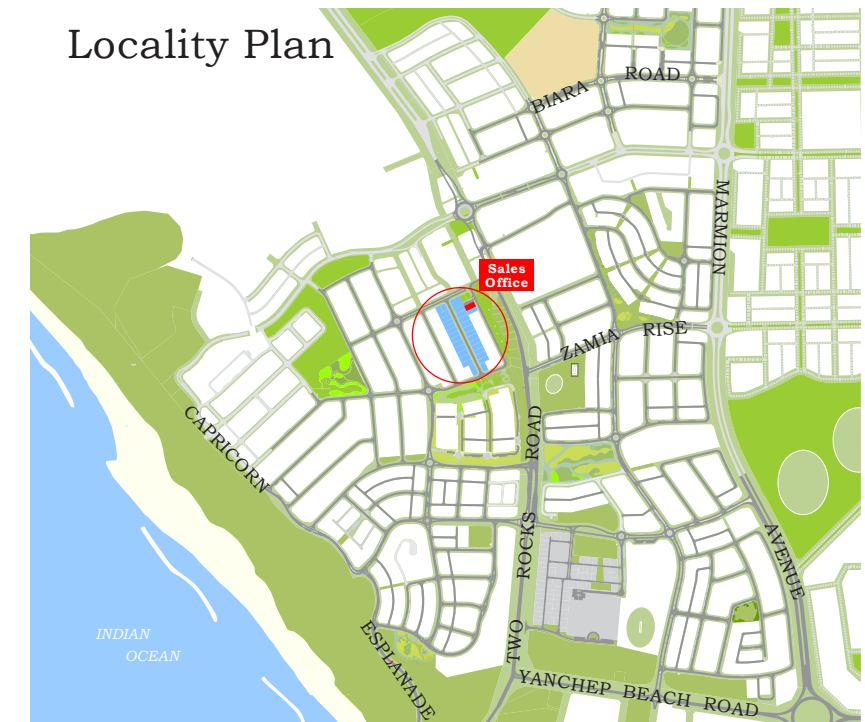 Locality Plan
BIARA ROAD
MARMION
Sales
Office
ZAMIA RISE
CAPRICORN
ROAD
ROCKS
TWO
AVENUE
INDIAN
OCEAN
ESPLANADE
YANCHEP BEACH ROAD